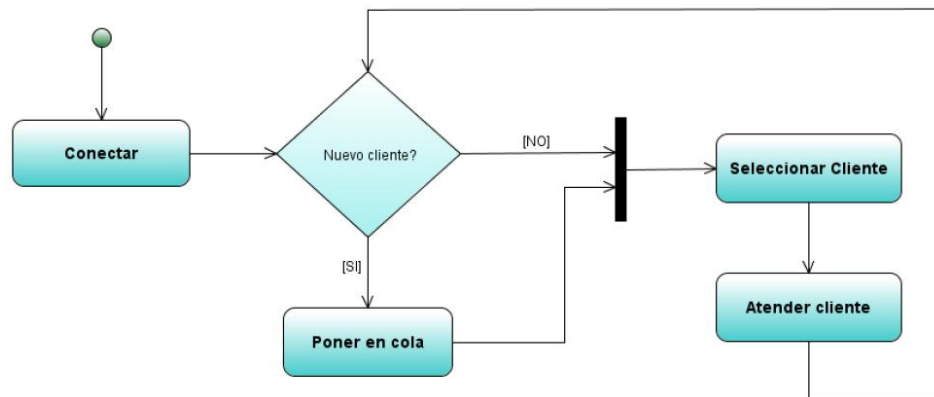 Conectar
Nuevo cliente?
[NO]
Seleccionar Cliente
[SI]
Poner en cola
Atender cliente